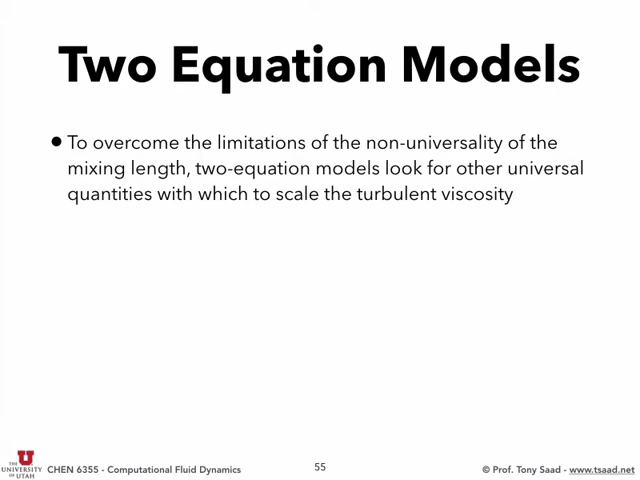 Two Equation Models
• To overcome the limitations of the non-universality of the
mixing length, two-equation models look for other universal
quantities with which to scale the turbulent viscosity
U
THE
UNIVERSITY
OF UTAH
CHEN 6355 - Computational Fluid Dynamics
55
© Prof. Tony Saad - www.tsaad.net